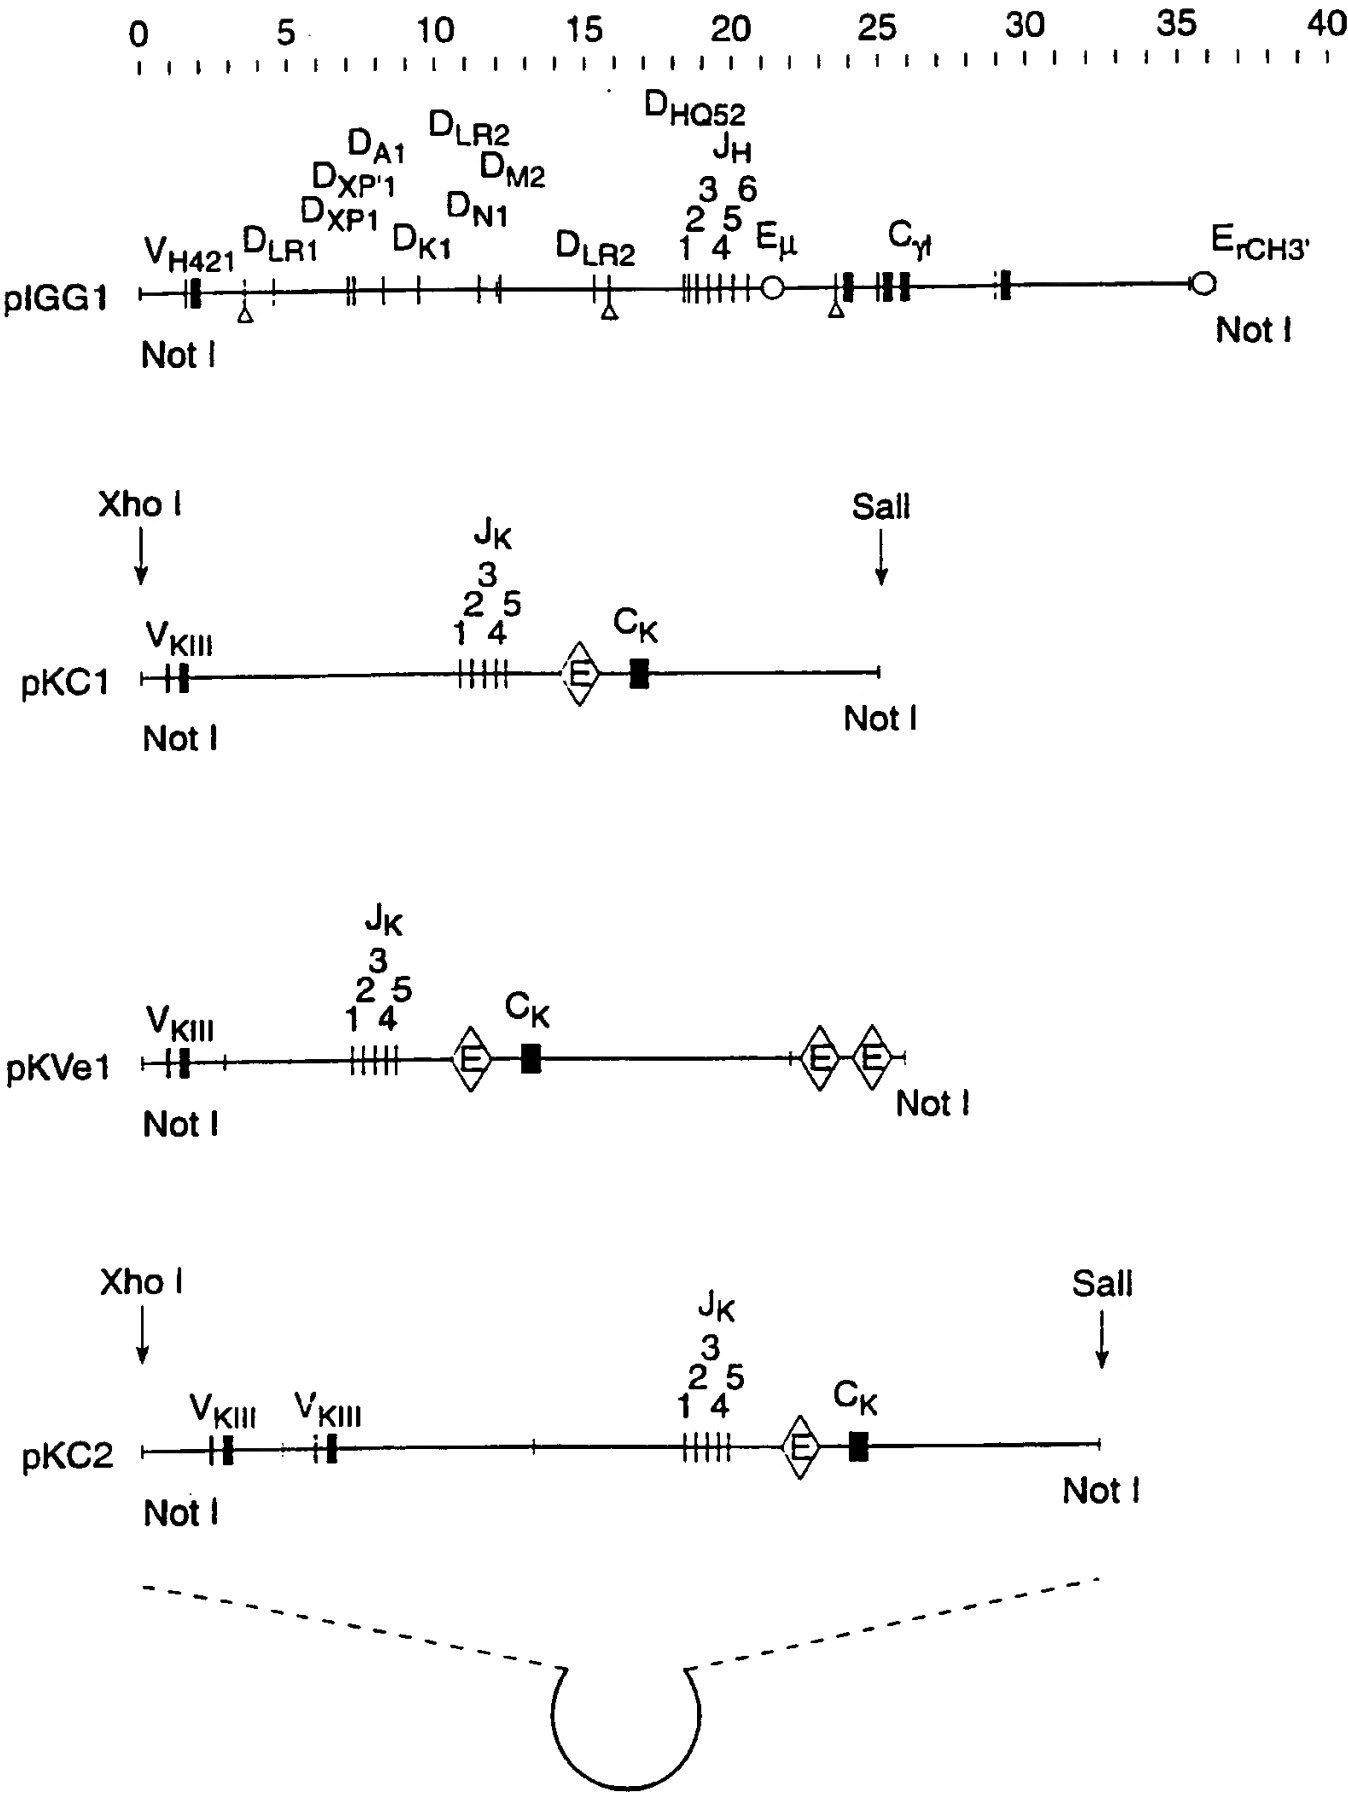 0 5 10 15 20 25 30 35 40
DHQ52
DLR2
DA1
JH
DM2
DXP'1
3 6
DXP1
DN1
2 5
VH421
DLR1
DK1
DLR2
1 4
Eμ
CγI
ErCH3'
pIGG1
Not I
Not I
Xho I
SalI
JK
3
2 5
1 4
VKIII
CK
E
pKC1
Not I
Not I
JK
3
2 5
1 4
VKIII
CK
E
E
E
pKVe1
Not I
Not I
Xho I
SalI
JK
3
2 5
1 4
VKIII
VKIII
CK
E
pKC2
Not I
Not I